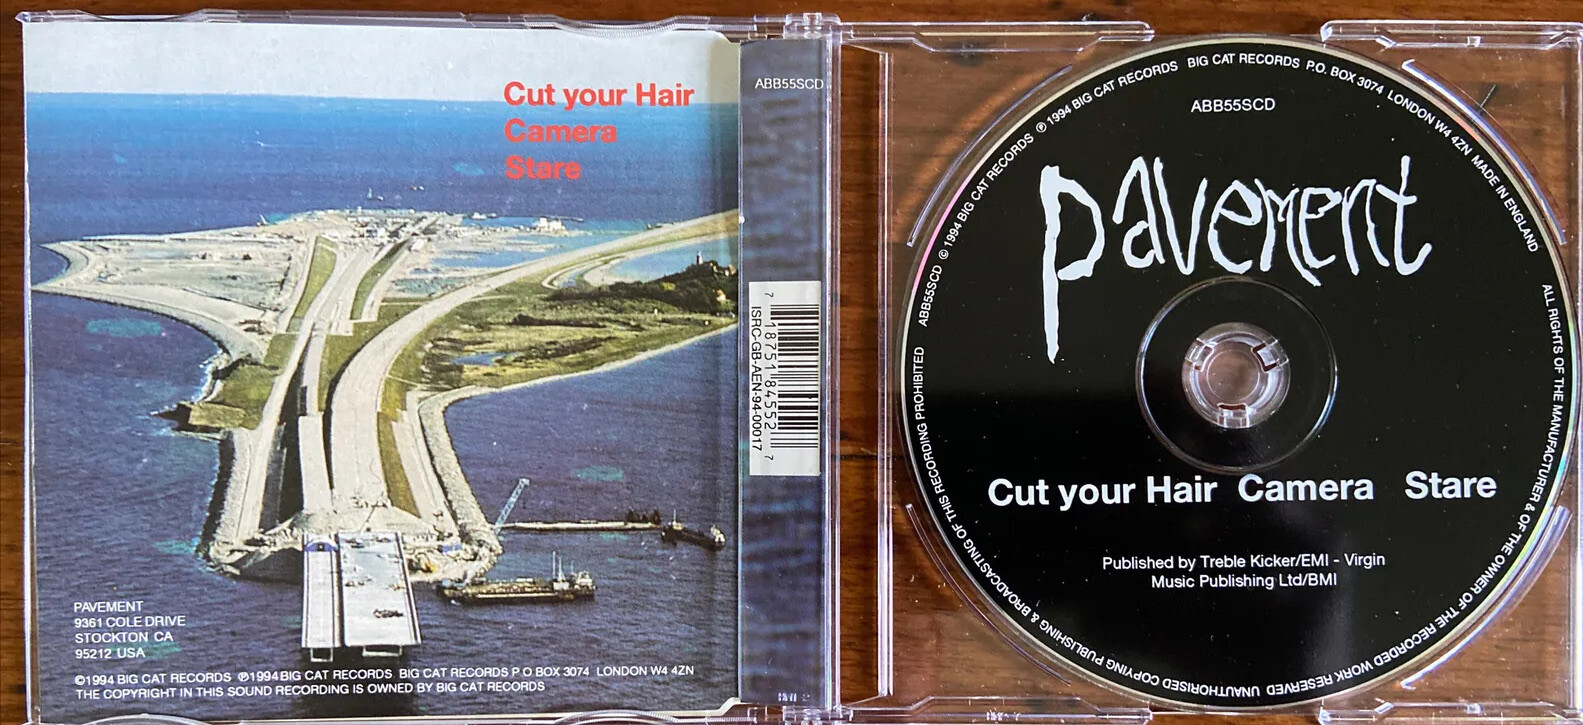 Cut your Hair
Camera
Stare
PAVEMENT
9361 COLE DRIVE
STOCKTON CA
95212 USA
©1994 BIG CAT RECORDS ℗1994 BIG CAT RECORDS BIG CAT RECORDS P O BOX 3074 LONDON W4 4ZN
THE COPYRIGHT IN THIS SOUND RECORDING IS OWNED BY BIG CAT RECORDS
ABB55SCD
7 18751 84552 7
ISRC-GB-AEN-94-00017
ABB55SCD © 1994 BIG CAT RECORDS ℗ 1994 BIG CAT RECORDS BIG CAT RECORDS P.O. BOX 3074 LONDON W4 4ZN MADE IN ENGLAND
ALL RIGHTS OF THE MANUFACTURER & OF THE OWNER OF THE RECORDED WORK RESERVED UNAUTHORISED COPYING PUBLISHING & BROADCASTING OF THIS RECORDING PROHIBITED
ABB55SCD
pavement
Cut your Hair Camera Stare
Published by Treble Kicker/EMI - Virgin
Music Publishing Ltd/BMI